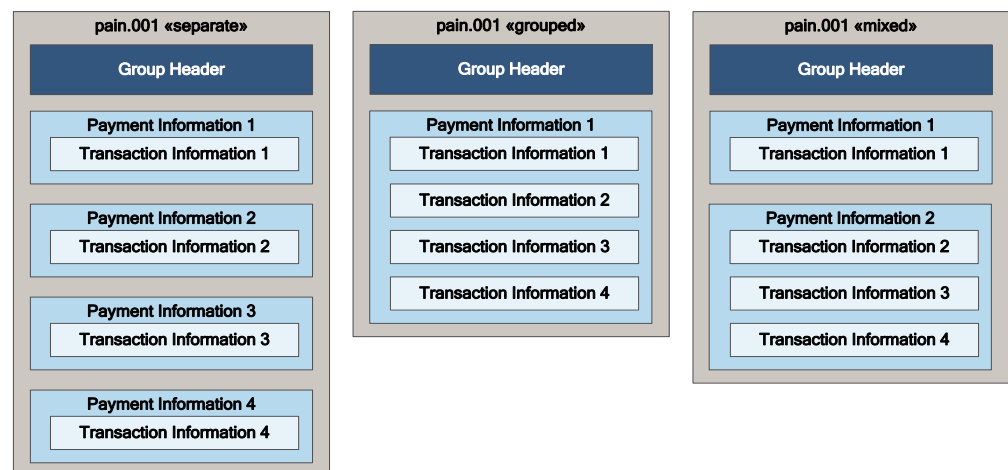 pain.001 «separate»
Group Header
Payment Information 1
Transaction Information 1
Payment Information 2
Transaction Information 2
Payment Information 3
Transaction Information 3
Payment Information 4
Transaction Information 4
pain.001 «grouped»
Group Header
Payment Information 1
Transaction Information 1
Transaction Information 2
Transaction Information 3
Transaction Information 4
pain.001 «mixed»
Group Header
Payment Information 1
Transaction Information 1
Payment Information 2
Transaction Information 2
Transaction Information 3
Transaction Information 4